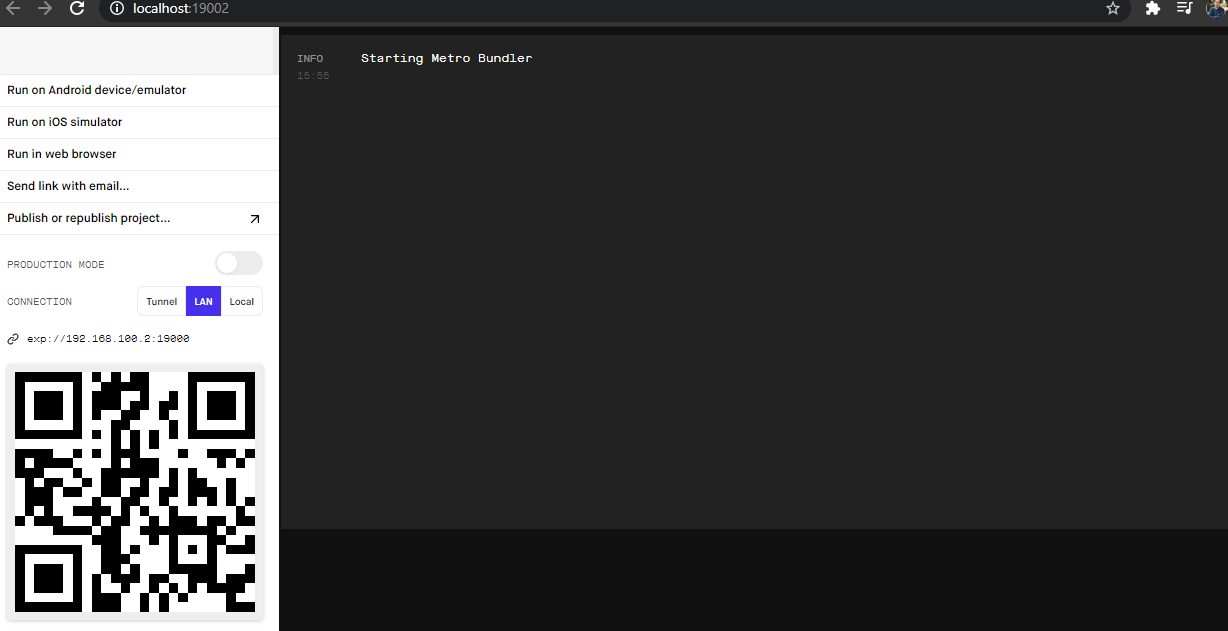 localhost:19002
INFO Starting Metro Bundler
15:55
Run on Android device/emulator
Run on iOS simulator
Run in web browser
Send link with email...
Publish or republish project...
PRODUCTION MODE
CONNECTION Tunnel LAN Local
exp://192.168.100.2:19000